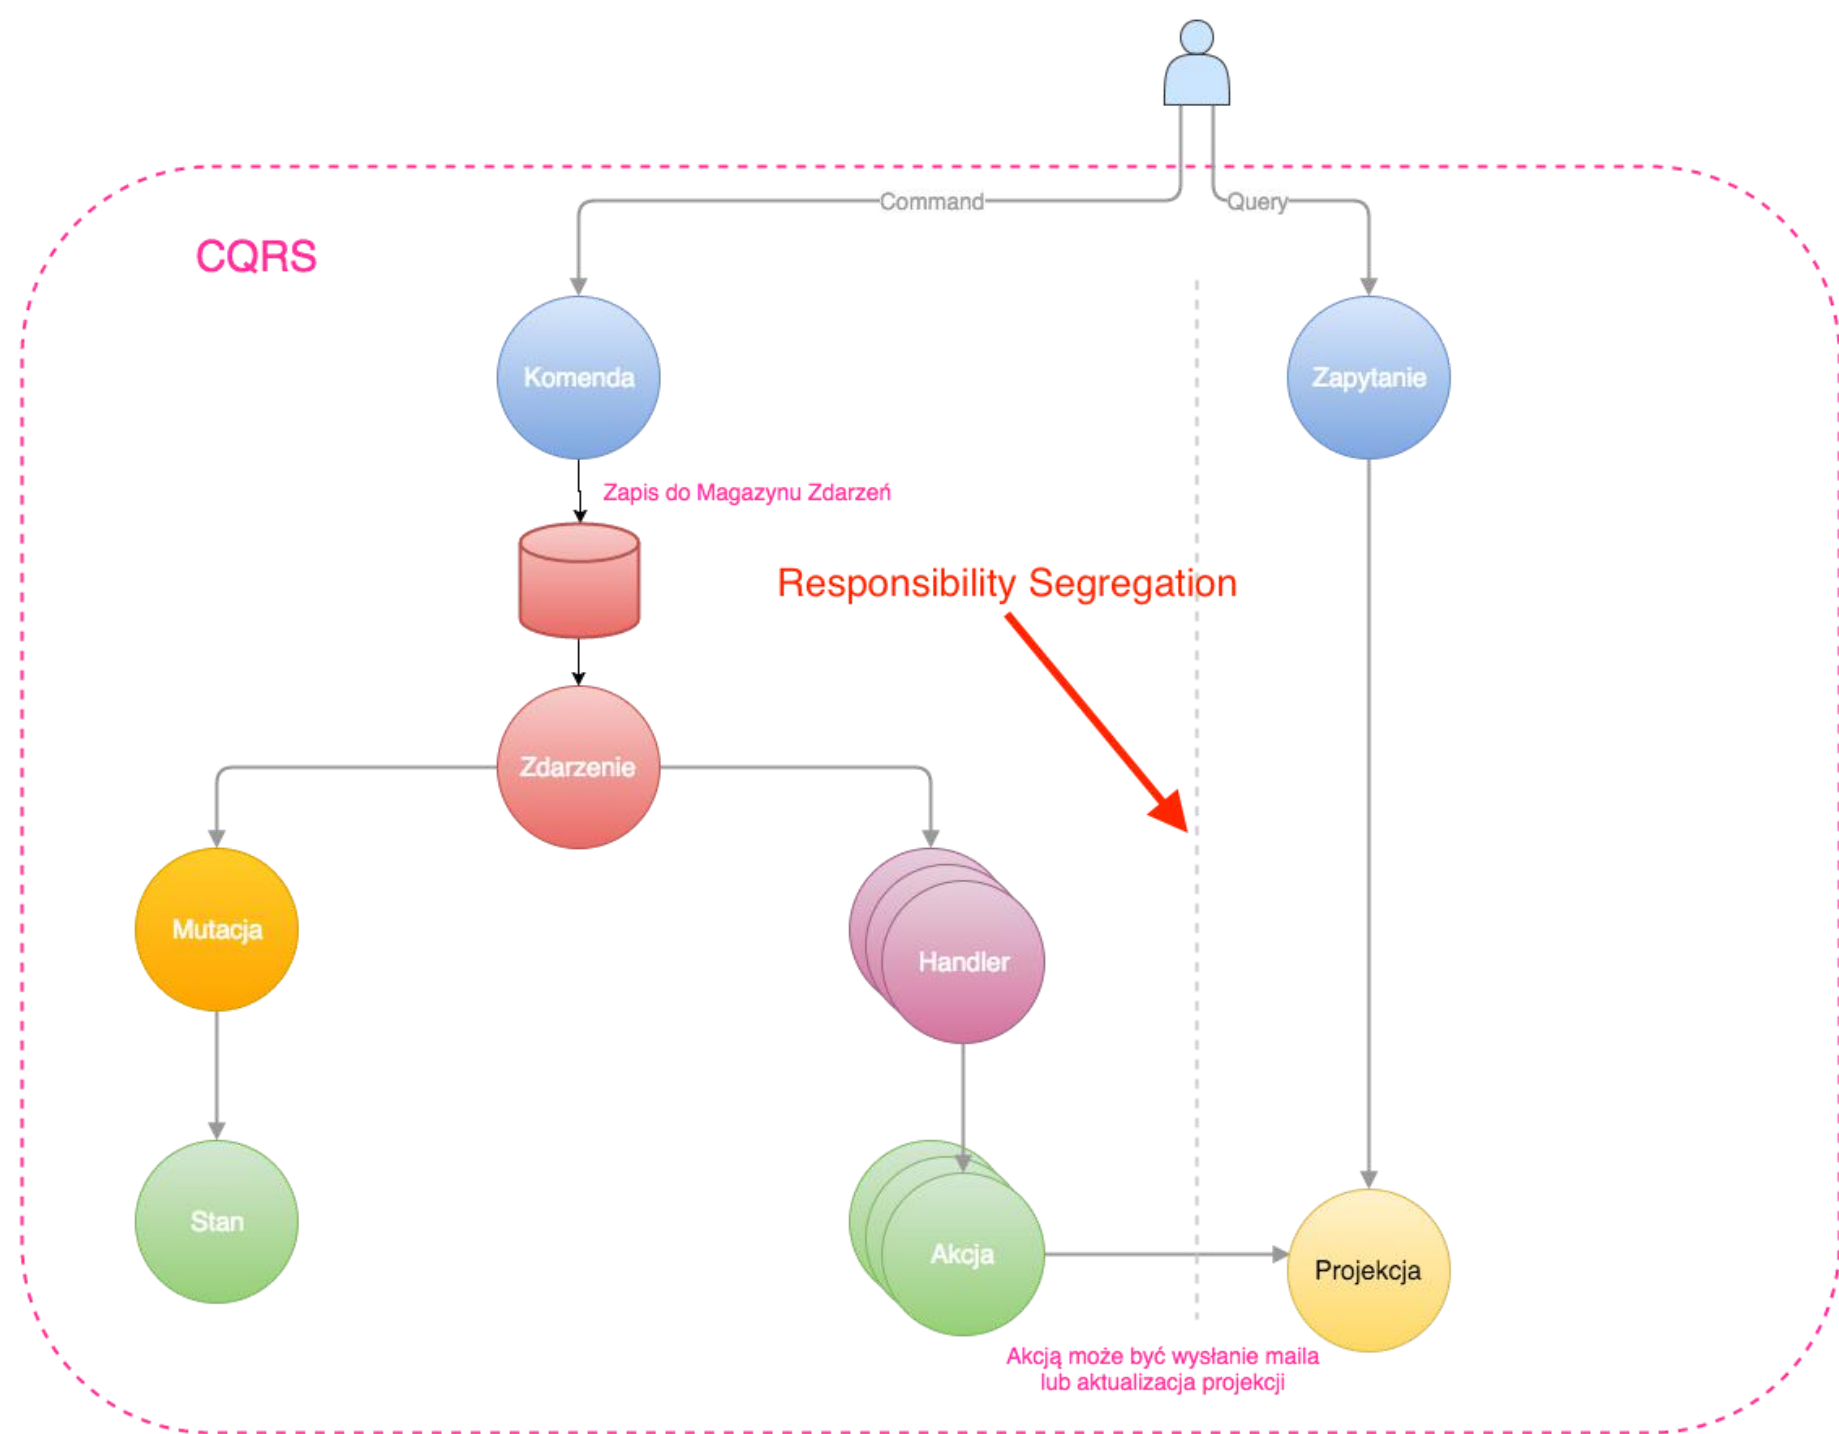 Command
Query
CQRS
Komenda
Zapytanie
Zapis do Magazynu Zdarzeń
Responsibility Segregation
Zdarzenie
Mutacja
Handler
Stan
Akcja
Projekcja
Akcją może być wysłanie maila
lub aktualizacja projekcji